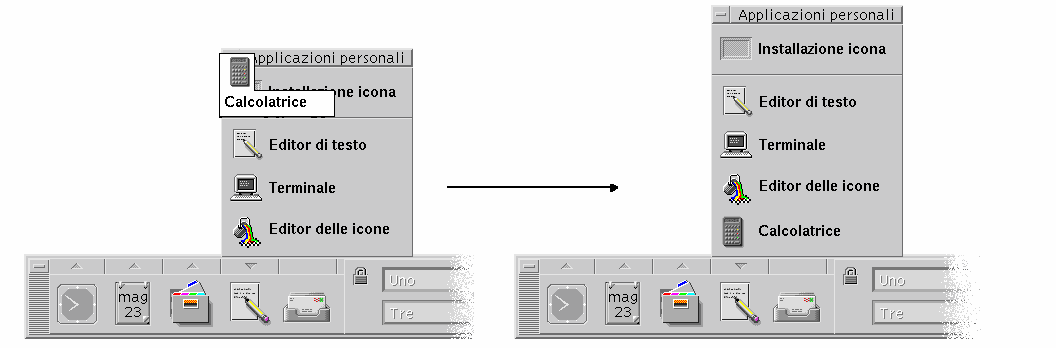 Applicazioni personali
Installazione icona
Calcolatrice
Editor di testo
Terminale
Editor delle icone
mag
23
Uno
Tre
Applicazioni personali
Installazione icona
Editor di testo
Terminale
Editor delle icone
Calcolatrice
mag
23
Uno
Tre